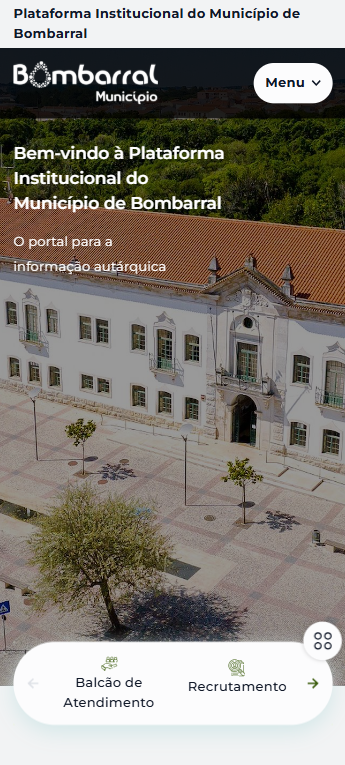 Plataforma Institucional do Município de
Bombarral
Bombarral
Município
Menu
Bem-vindo à Plataforma
Institucional do
Município de Bombarral
O portal para a
informação autárquica
Balcão de
Atendimento
Recrutamento